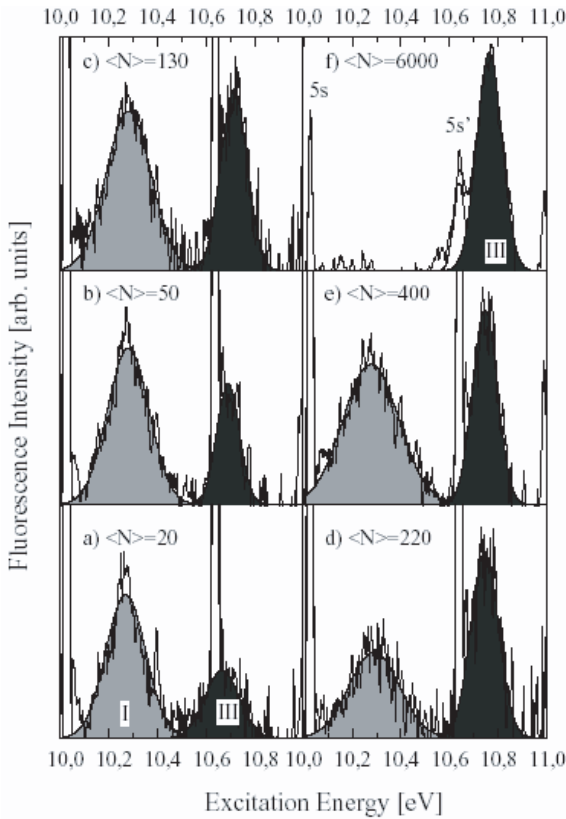 10,0 10,2 10,4 10,6 10,8 10,0 10,2 10,4 10,6 10,8 11,0
c) <N>=130
f) <N>=6000
5s
5s'
III
b) <N>=50
e) <N>=400
a) <N>=20
d) <N>=220
I
III
10,0 10,2 10,4 10,6 10,8 10,0 10,2 10,4 10,6 10,8 11,0
Fluorescence Intensity [arb. units]
Excitation Energy [eV]